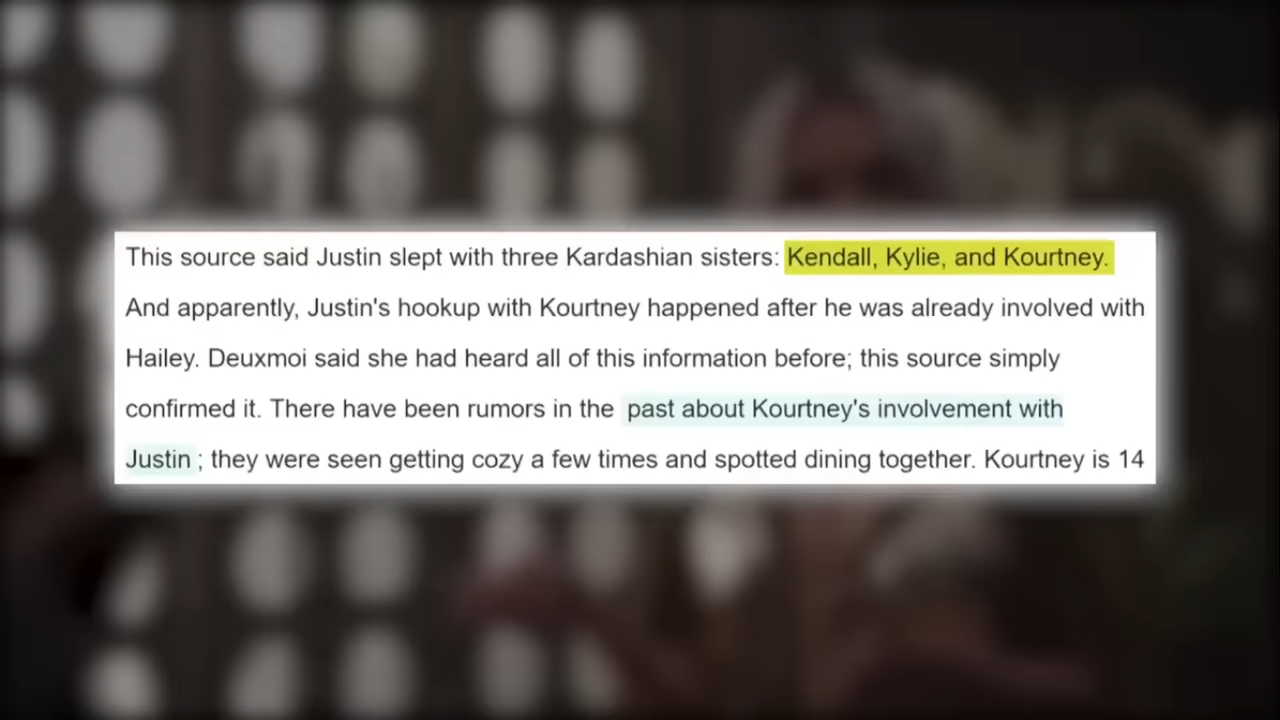 This source said Justin slept with three Kardashian sisters: Kendall, Kylie, and Kourtney.
And apparently, Justin's hookup with Kourtney happened after he was already involved with
Hailey. Deuxmoi said she had heard all of this information before; this source simply
confirmed it. There have been rumors in the past about Kourtney's involvement with
Justin ; they were seen getting cozy a few times and spotted dining together. Kourtney is 14